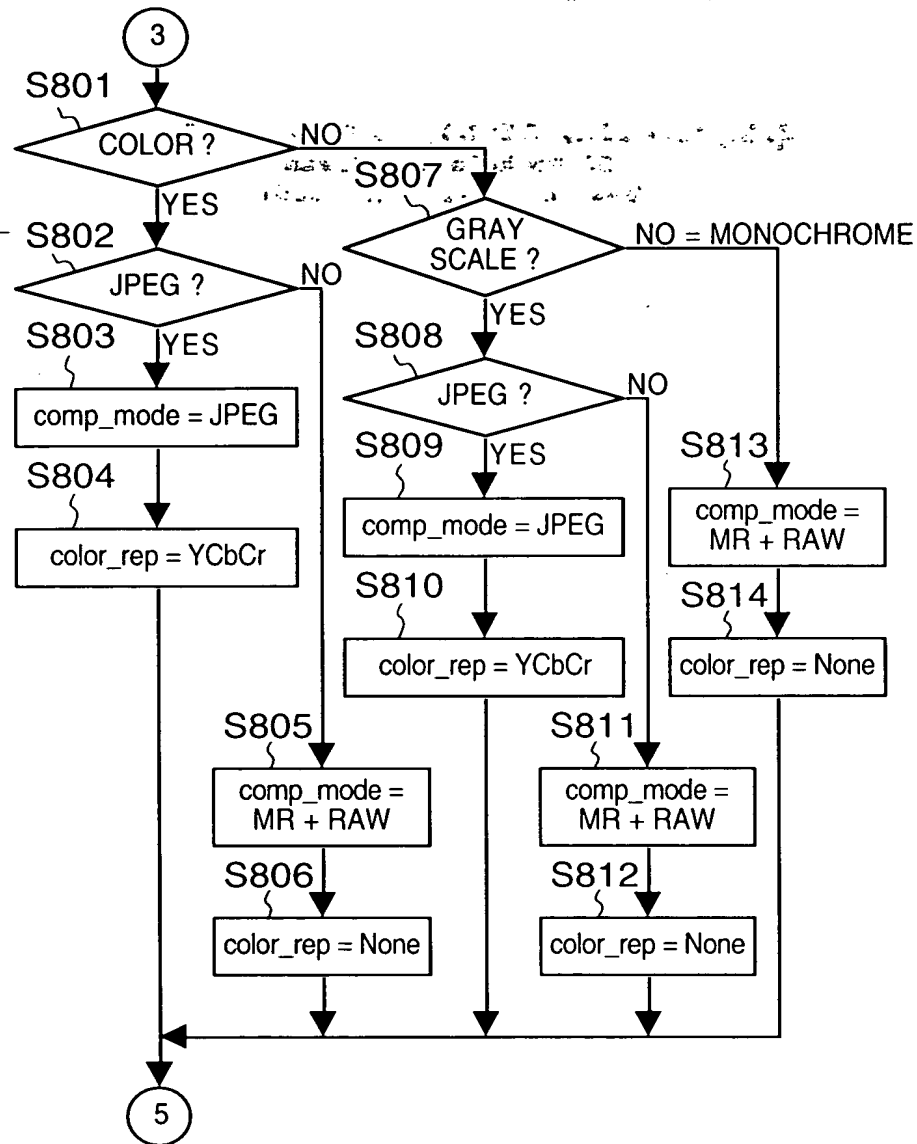 3
S801
COLOR ?
NO
YES
S802
JPEG ?
NO
YES
S803
comp_mode = JPEG
S804
color_rep = YCbCr
S805
comp_mode =
MR + RAW
S806
color_rep = None
S807
GRAY
SCALE ?
NO = MONOCHROME
YES
S808
JPEG ?
NO
YES
S809
comp_mode = JPEG
S810
color_rep = YCbCr
S811
comp_mode =
MR + RAW
S812
color_rep = None
S813
comp_mode =
MR + RAW
S814
color_rep = None
5